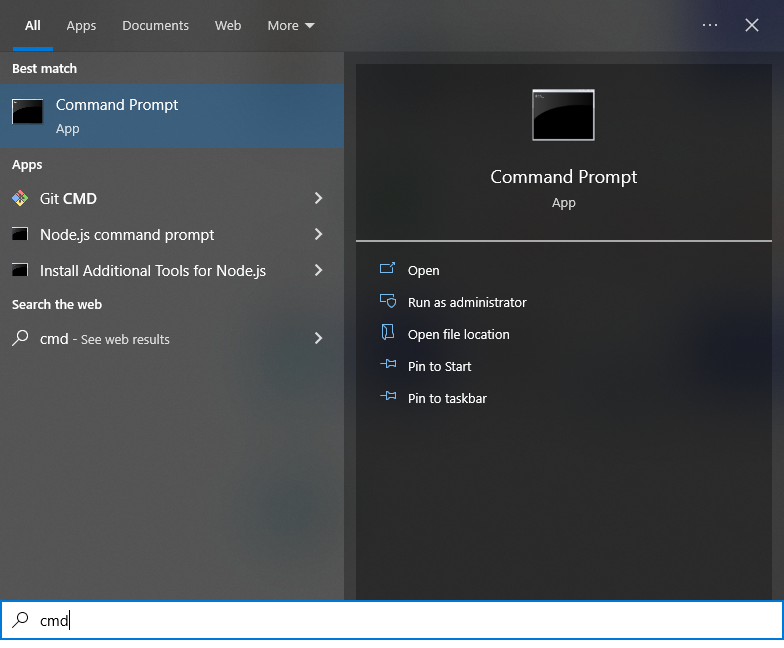 All Apps Documents Web More
Best match
Command Prompt
App
Apps
Git CMD
Node.js command prompt
Install Additional Tools for Node.js
Search the web
cmd - See web results
Command Prompt
App
Open
Run as administrator
Open file location
Pin to Start
Pin to taskbar
cmd